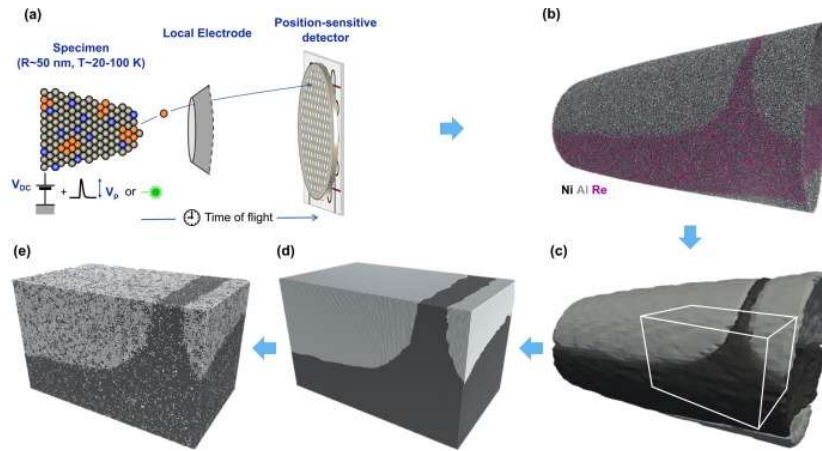 (a)
Specimen
(R~50 nm, T~20-100 K)
Local Electrode
Position-sensitive
detector
V_DC
+
V_p
or
Time of flight
(b)
Ni Al Re
(e)
(d)
(c)